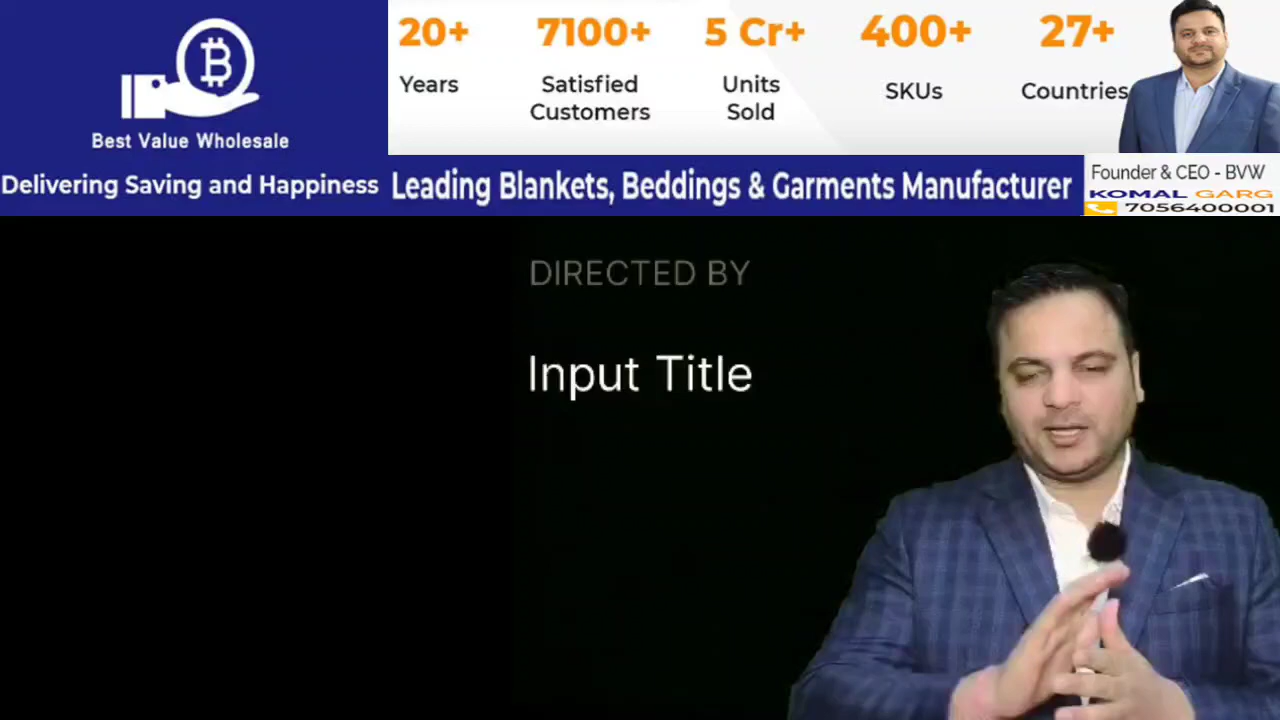 Best Value Wholesale
Delivering Saving and Happiness
20+
Years
7100+
Satisfied
Customers
5 Cr+
Units
Sold
400+
SKUs
27+
Countries
Leading Blankets, Beddings & Garments Manufacturer
Founder & CEO - BVW
KOMAL GARG
7056400001
DIRECTED BY
Input Title